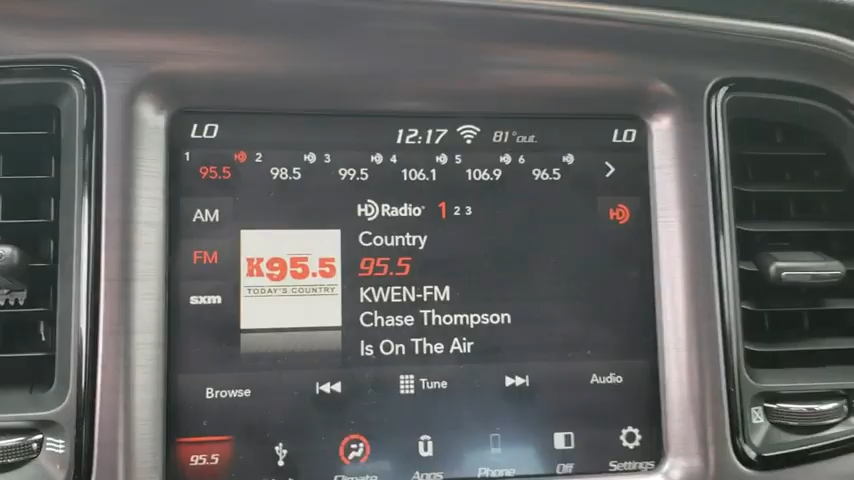 LO 12:17 81°out. LO
1 95.5 2 98.5 3 99.5 4 106.1 5 106.9 6 96.5
AM
FM
sxm
HD Radio 1 2 3
K95.5
TODAY'S COUNTRY
Country
95.5
KWEN-FM
Chase Thompson
Is On The Air
Browse Tune Audio
95.5 Climate Apps Phone Off Settings